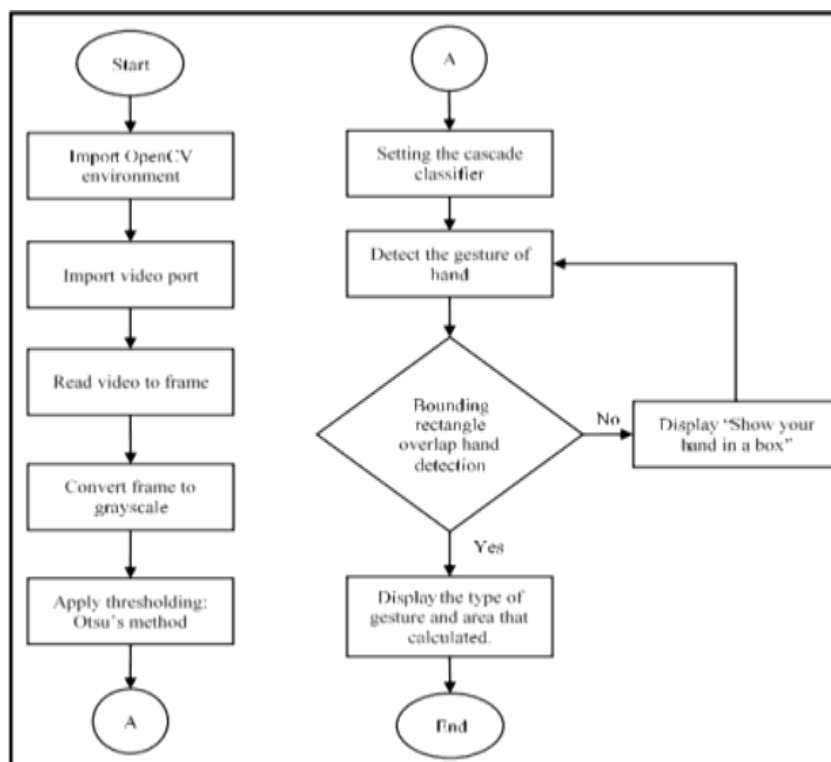 Start
Import OpenCV
environment
Import video port
Read video to frame
Convert frame to
grayscale
Apply thresholding:
Otsu's method
A
A
Setting the cascade
classifier
Detect the gesture of
hand
Bounding
rectangle
overlap hand
detection
No
Display "Show your
hand in a box"
Yes
Display the type of
gesture and area that
calculated.
End